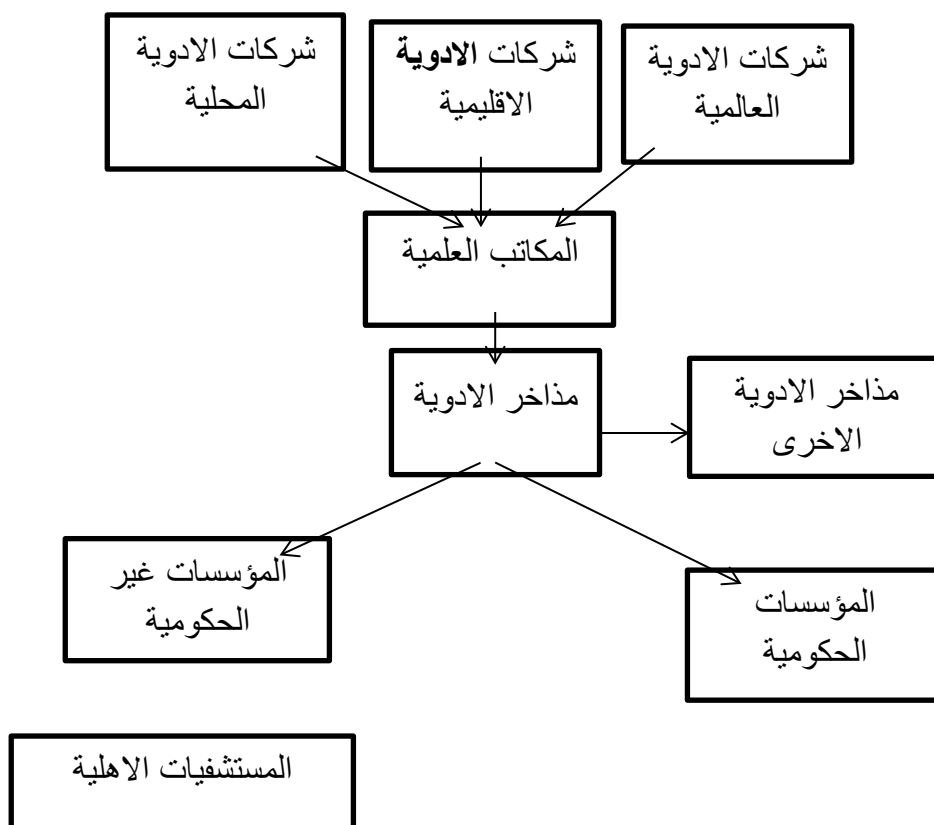 شركات الادوية
العالمية
شركات الادوية
الاقليمية
شركات الادوية
المحلية
المكاتب العلمية
مذاخر الادوية
مذاخر الادوية
الاخرى
المؤسسات غير
الحكومية
المؤسسات
الحكومية
المستشفيات الاهلية